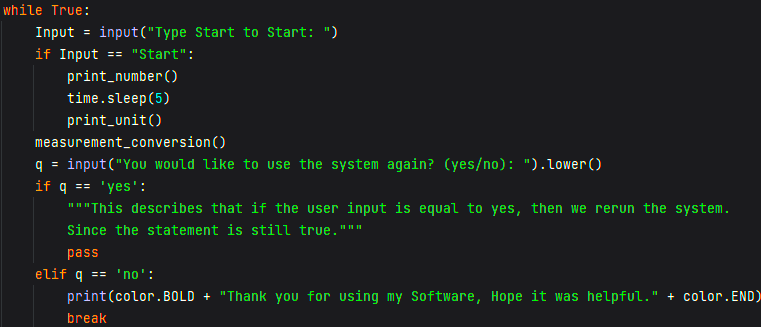 while True:
    Input = input("Type Start to Start: ")
    if Input == "Start":
        print_number()
        time.sleep(5)
        print_unit()
    measurement_conversion()
    q = input("You would like to use the system again? (yes/no): ").lower()
    if q == 'yes':
        """This describes that if the user input is equal to yes, then we rerun the system.
        Since the statement is still true."""
        pass
    elif q == 'no':
        print(color.BOLD + "Thank you for using my Software, Hope it was helpful." + color.END)
        break